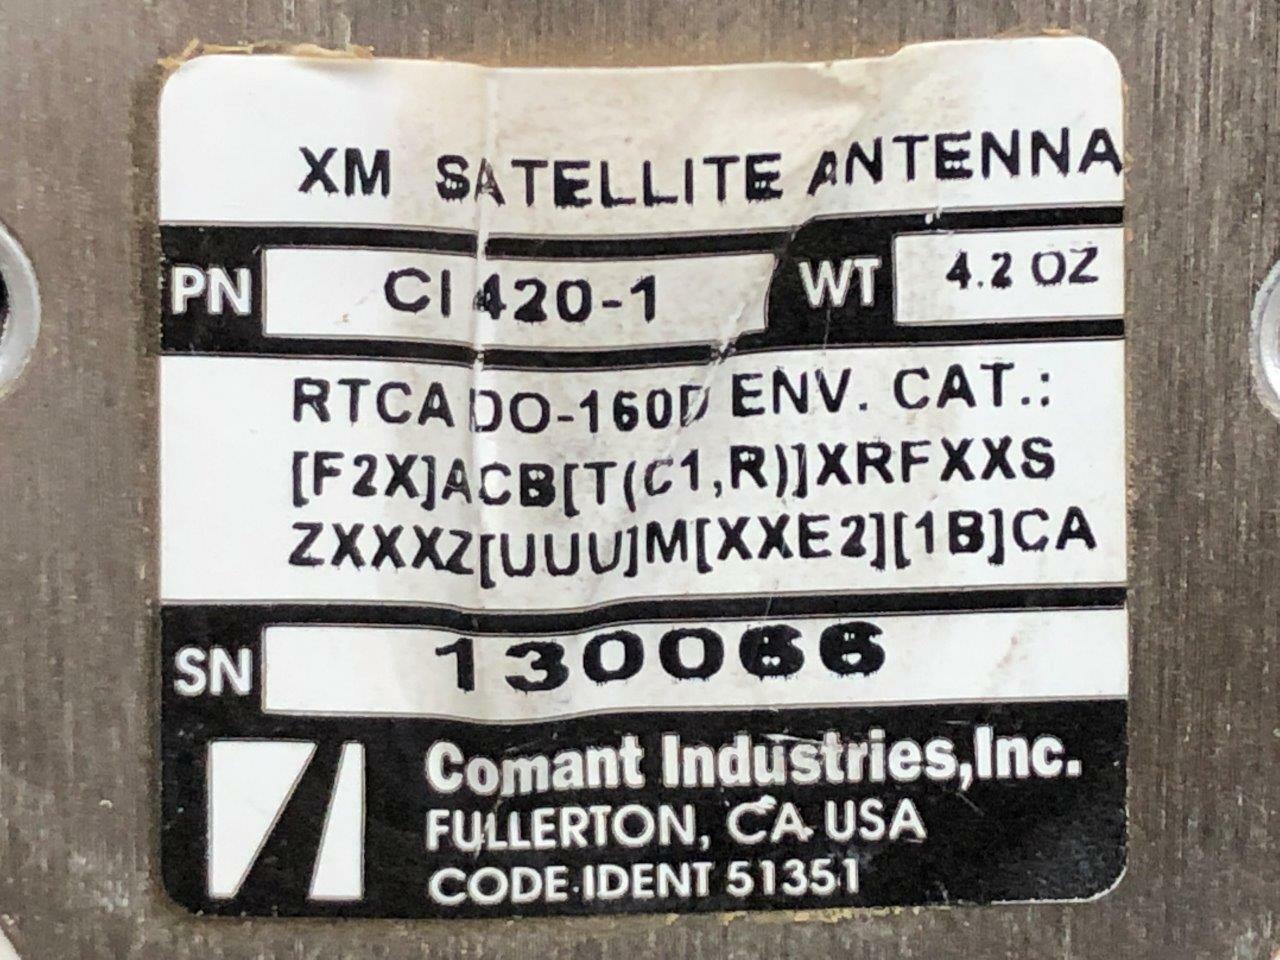 XM SATELLITE ANTENNA
PN CI 420-1 WT 4.2 OZ
RTCA DO-160D ENV. CAT.:
[F2X]ACB[T(C1,R)]XRFXXS
ZXXXZ[UUU]M[XXE2][1B]CA
SN 130066
Comant Industries,Inc.
FULLERTON, CA USA
CODE IDENT 51351